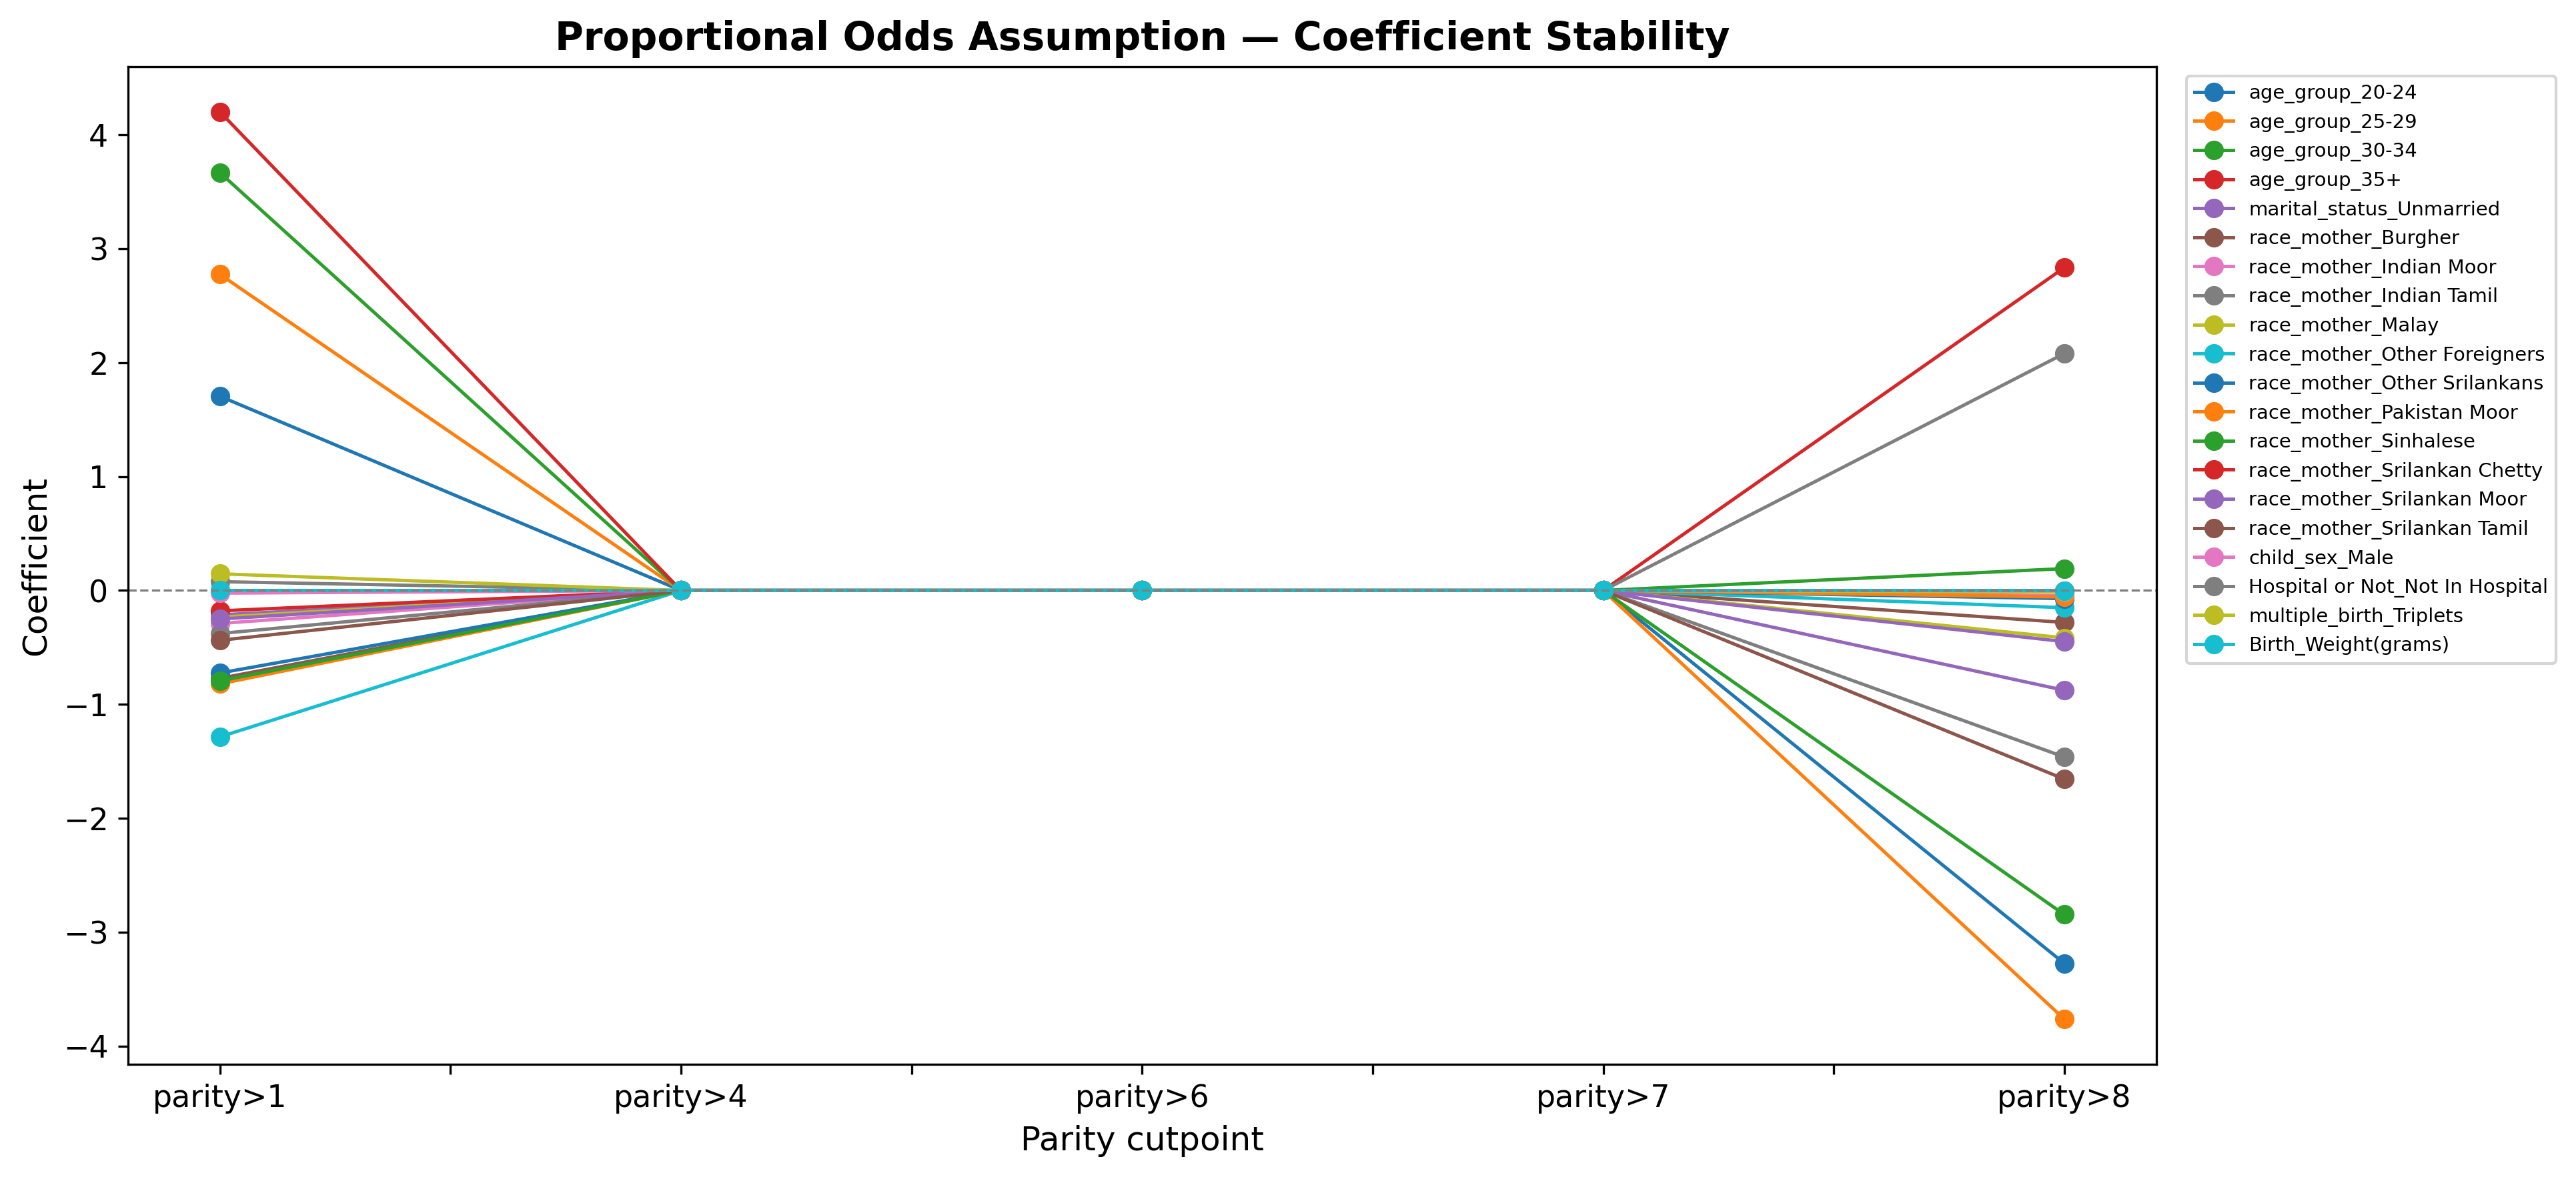 Proportional Odds Assumption — Coefficient Stability
Coefficient
4
3
2
1
0
−1
−2
−3
−4
parity>1
parity>4
parity>6
parity>7
parity>8
Parity cutpoint
age_group_20-24
age_group_25-29
age_group_30-34
age_group_35+
marital_status_Unmarried
race_mother_Burgher
race_mother_Indian Moor
race_mother_Indian Tamil
race_mother_Malay
race_mother_Other Foreigners
race_mother_Other Srilankans
race_mother_Pakistan Moor
race_mother_Sinhalese
race_mother_Srilankan Chetty
race_mother_Srilankan Moor
race_mother_Srilankan Tamil
child_sex_Male
Hospital or Not_Not In Hospital
multiple_birth_Triplets
Birth_Weight(grams)